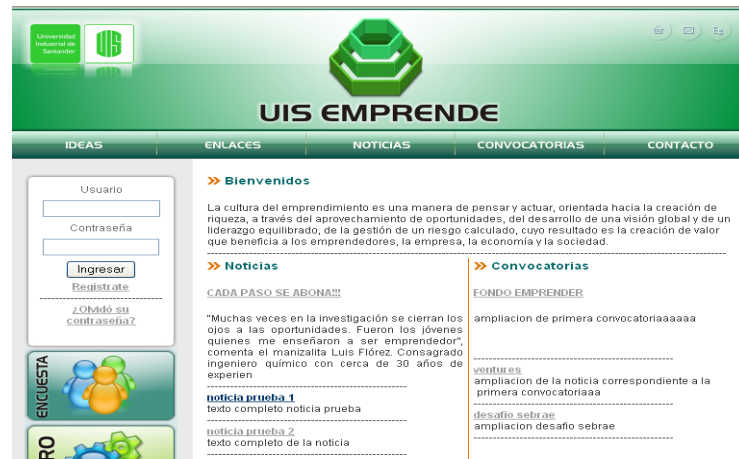 Universidad
Industrial de
Santander
UIS
UIS EMPRENDE
IDEAS
ENLACES
NOTICIAS
CONVOCATORIAS
CONTACTO
Usuario
Contraseña
Ingresar
Registrate
¿Olvidó su
contraseña?
ENCUESTA
RO
Bienvenidos
La cultura del emprendimiento es una manera de pensar y actuar, orientada hacia la creación de
riqueza, a través del aprovechamiento de oportunidades, del desarrollo de una visión global y de un
liderazgo equilibrado, de la gestión de un riesgo calculado, cuyo resultado es la creación de valor
que beneficia a los emprendedores, la empresa, la economía y la sociedad.
Noticias
CADA PASO SE ABONA!!!
"Muchas veces en la investigación se cierran los
ojos a las oportunidades. Fueron los jóvenes
quienes me enseñaron a ser emprendedor",
comenta el manizalita Luis Flórez. Consagrado
ingeniero químico con cerca de 30 años de
experien
noticia prueba 1
texto completo noticia prueba
noticia prueba 2
texto completo de la noticia
Convocatorias
FONDO EMPRENDER
ampliacion de primera convocatoriaaaaaa
ventures
ampliacion de la noticia correspondiente a la
primera convocatoriaaa
desafio sebrae
ampliacion desafio sebrae